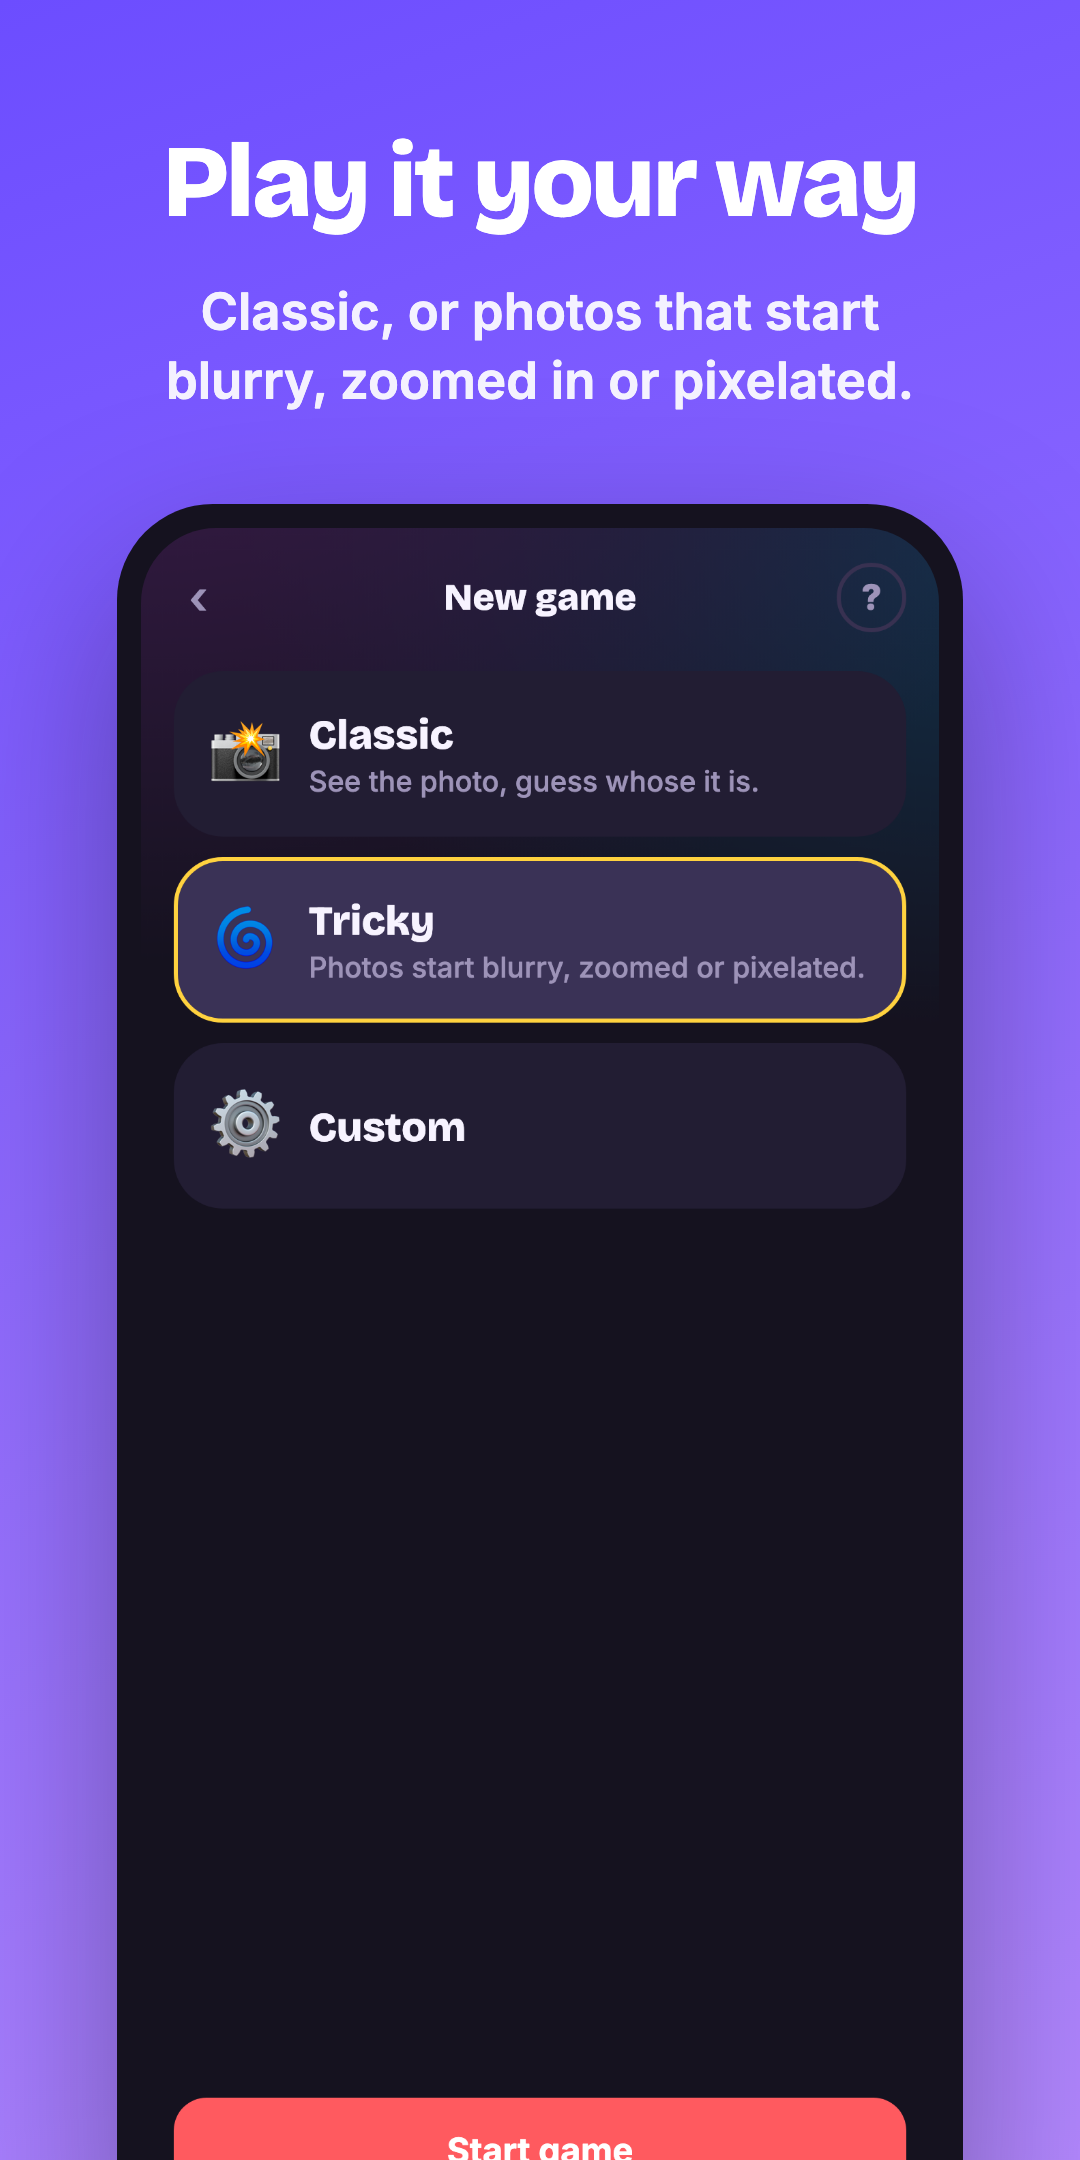 Play it your way
Classic, or photos that start
blurry, zoomed in or pixelated.
‹ New game ?
Classic
See the photo, guess whose it is.
Tricky
Photos start blurry, zoomed or pixelated.
Custom
Start game